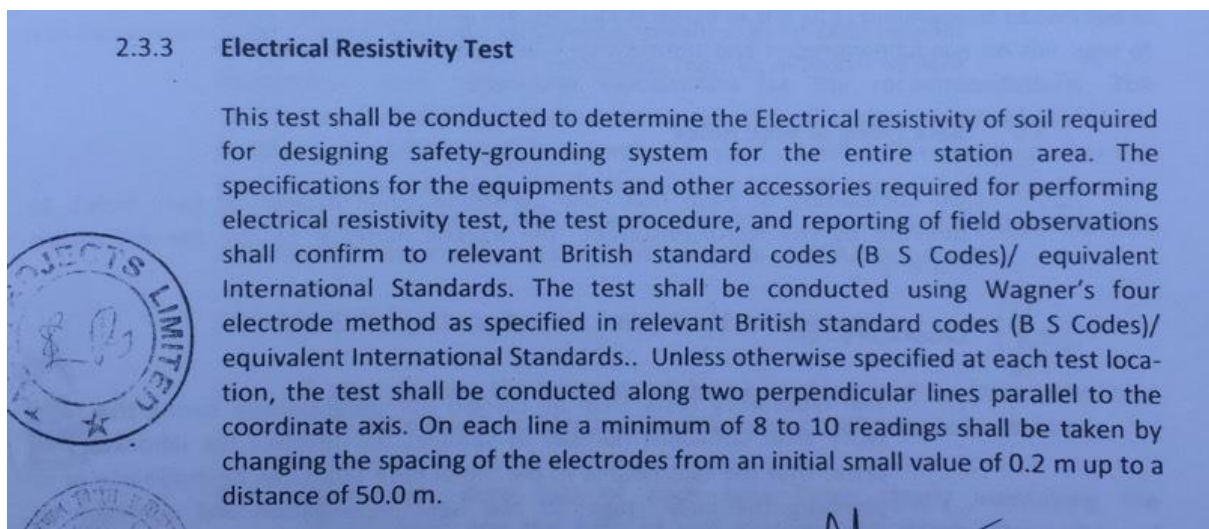 2.3.3 Electrical Resistivity Test
This test shall be conducted to determine the Electrical resistivity of soil required
for designing safety-grounding system for the entire station area. The
specifications for the equipments and other accessories required for performing
electrical resistivity test, the test procedure, and reporting of field observations
shall confirm to relevant British standard codes (B S Codes)/ equivalent
International Standards. The test shall be conducted using Wagner's four
electrode method as specified in relevant British standard codes (B S Codes)/
equivalent International Standards.. Unless otherwise specified at each test loca-
tion, the test shall be conducted along two perpendicular lines parallel to the
coordinate axis. On each line a minimum of 8 to 10 readings shall be taken by
changing the spacing of the electrodes from an initial small value of 0.2 m up to a
distance of 50.0 m.
LIMITED